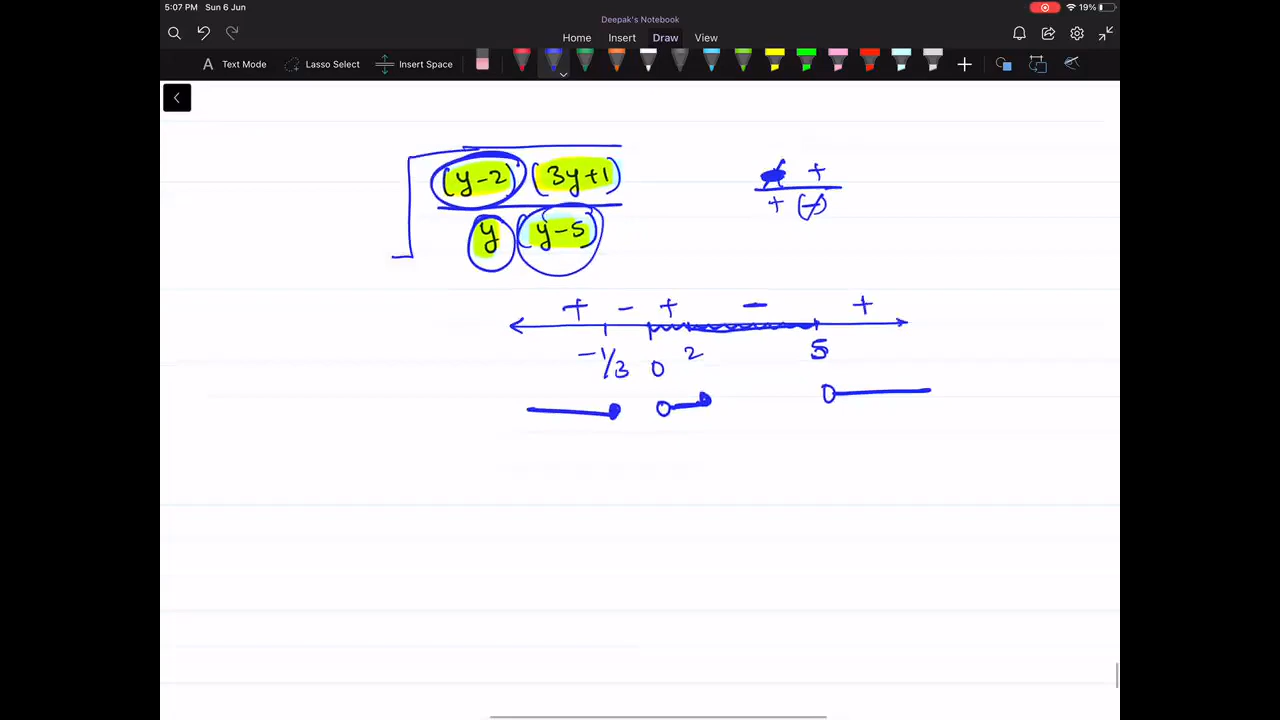 5:07 PM Sun 6 Jun 19%
Deepak's Notebook
Home Insert Draw View
A Text Mode Lasso Select Insert Space
(y-2) (3y+1)
y (y-5)
+
+ (-)
+ - + - +
-1/3 0 2 5